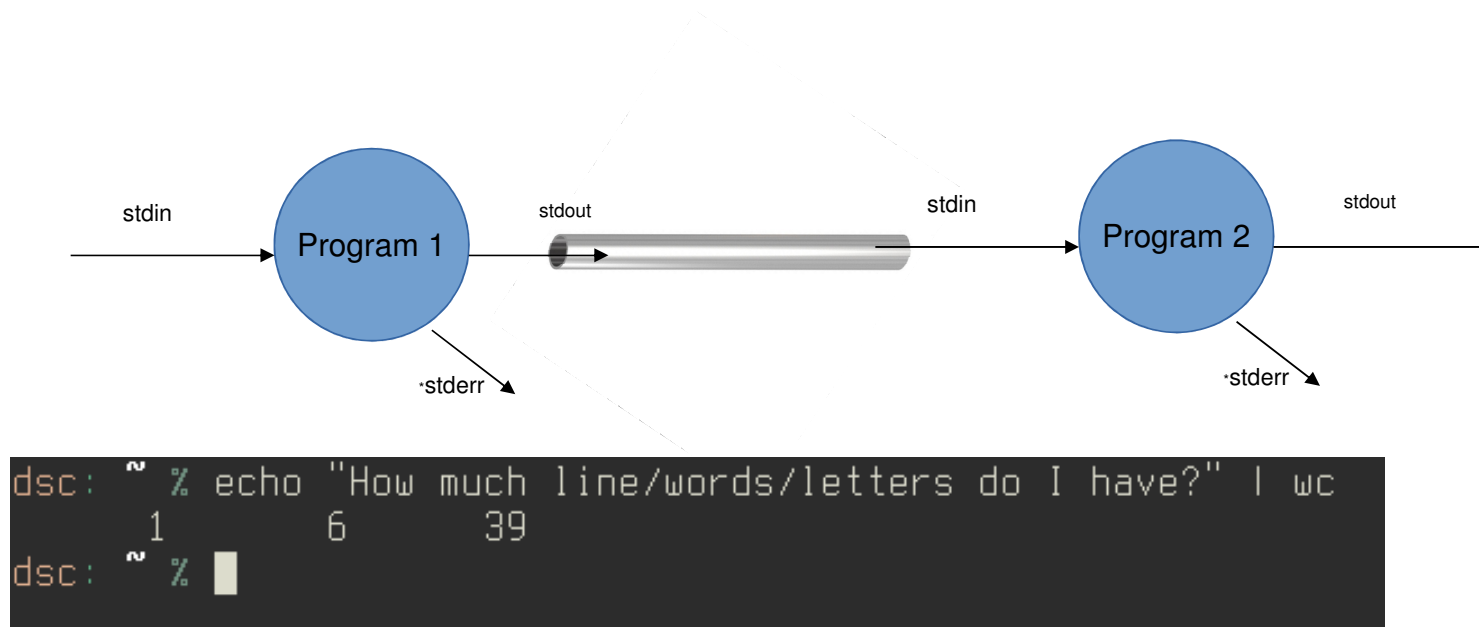 stdin
Program 1
stdout
stdin
Program 2
stdout
*stderr
*stderr
dsc: ~ % echo "How much line/words/letters do I have?" | wc
1 6 39
dsc: ~ %